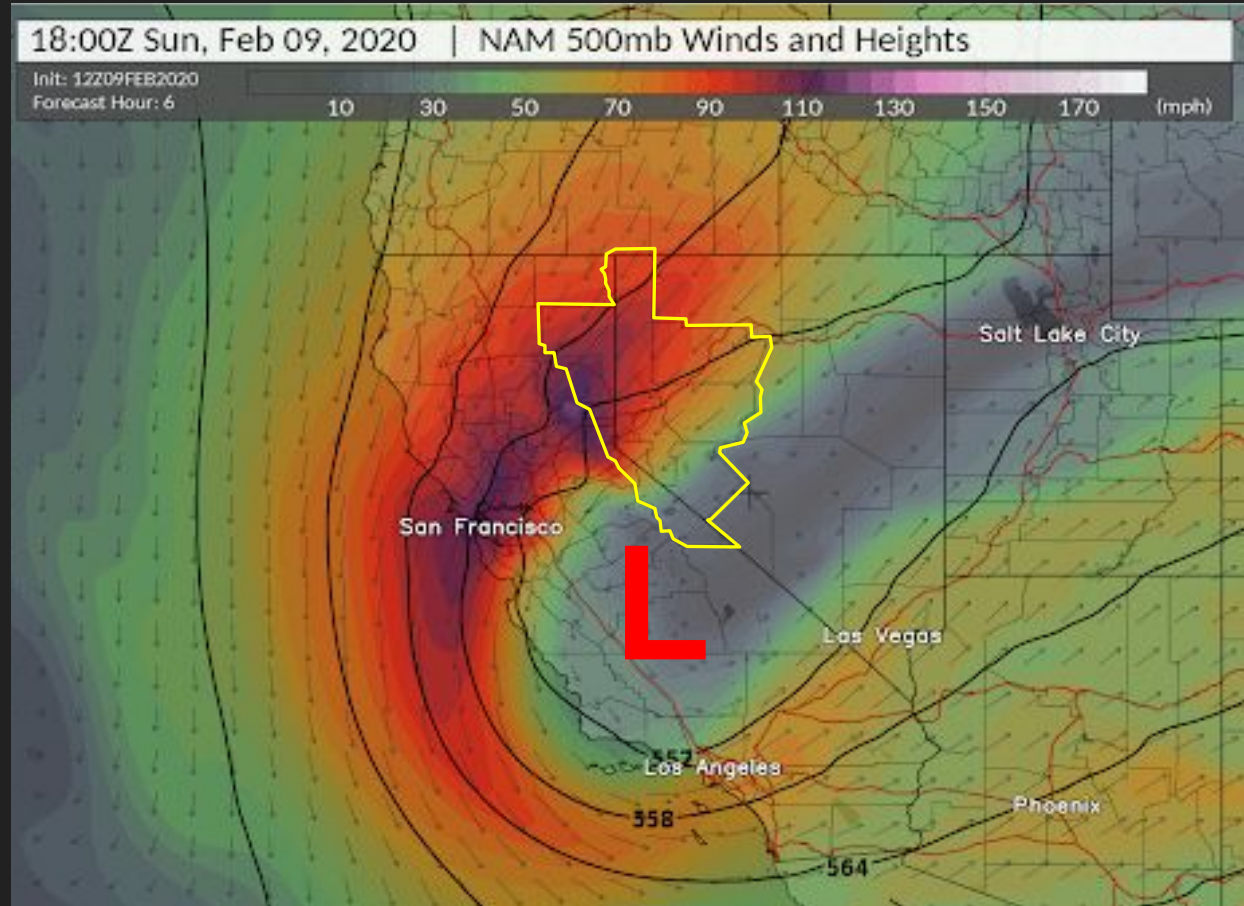 18:00Z Sun, Feb 09, 2020 | NAM 500mb Winds and Heights
Init: 12Z09FEB2020
Forecast Hour: 6
10 30 50 70 90 110 130 150 170 (mph)
Salt Lake City
San Francisco
L
Las Vegas
552
Los Angeles
Phoenix
558
564